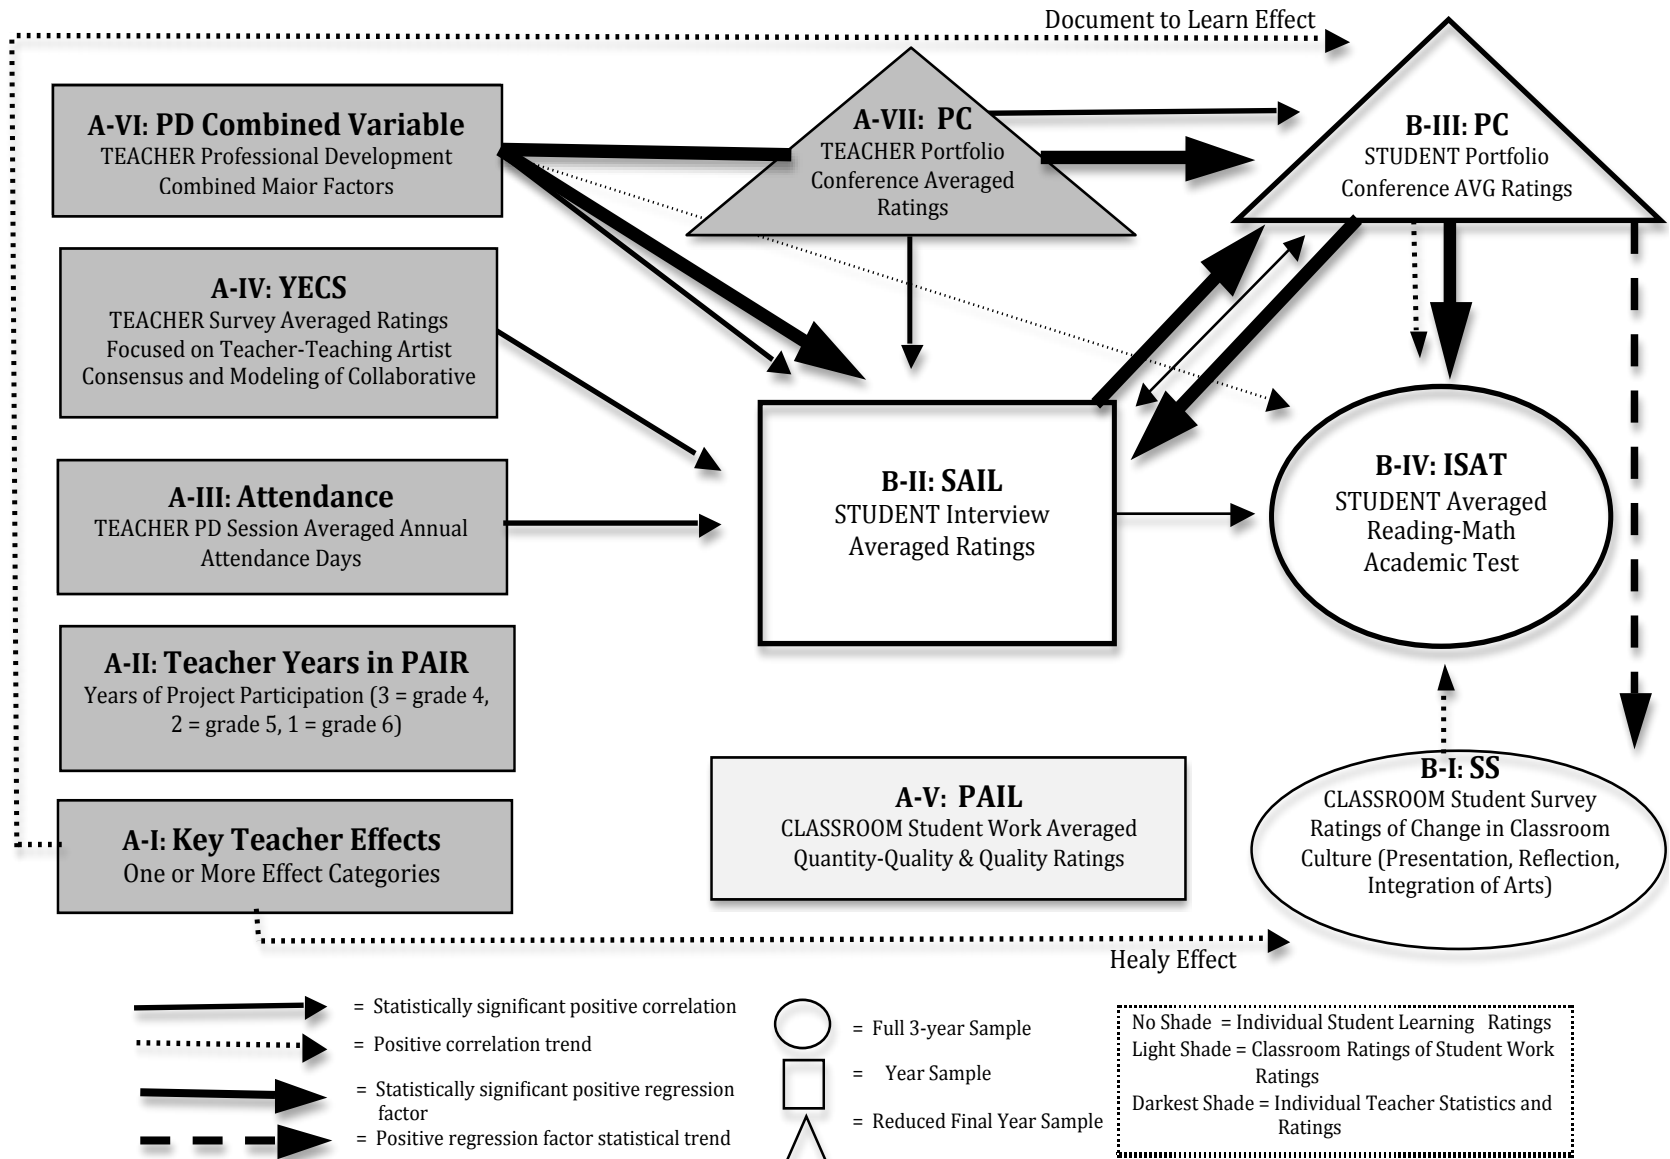 Document to Learn Effect
A-VI: PD Combined Variable
TEACHER Professional Development
Combined Maior Factors
A-VII: PC
TEACHER Portfolio
Conference Averaged
Ratings
B-III: PC
STUDENT Portfolio
Conference AVG Ratings
A-IV: YECS
TEACHER Survey Averaged Ratings
Focused on Teacher-Teaching Artist
Consensus and Modeling of Collaborative
A-III: Attendance
TEACHER PD Session Averaged Annual
Attendance Days
B-II: SAIL
STUDENT Interview
Averaged Ratings
B-IV: ISAT
STUDENT Averaged
Reading-Math
Academic Test
A-II: Teacher Years in PAIR
Years of Project Participation (3 = grade 4,
2 = grade 5, 1 = grade 6)
A-I: Key Teacher Effects
One or More Effect Categories
A-V: PAIL
CLASSROOM Student Work Averaged
Quantity-Quality & Quality Ratings
B-I: SS
CLASSROOM Student Survey
Ratings of Change in Classroom
Culture (Presentation, Reflection,
Integration of Arts)
Healy Effect
= Statistically significant positive correlation
= Positive correlation trend
= Statistically significant positive regression
factor
= Positive regression factor statistical trend
= Full 3-year Sample
= Year Sample
= Reduced Final Year Sample
No Shade = Individual Student Learning Ratings
Light Shade = Classroom Ratings of Student Work
Ratings
Darkest Shade = Individual Teacher Statistics and
Ratings